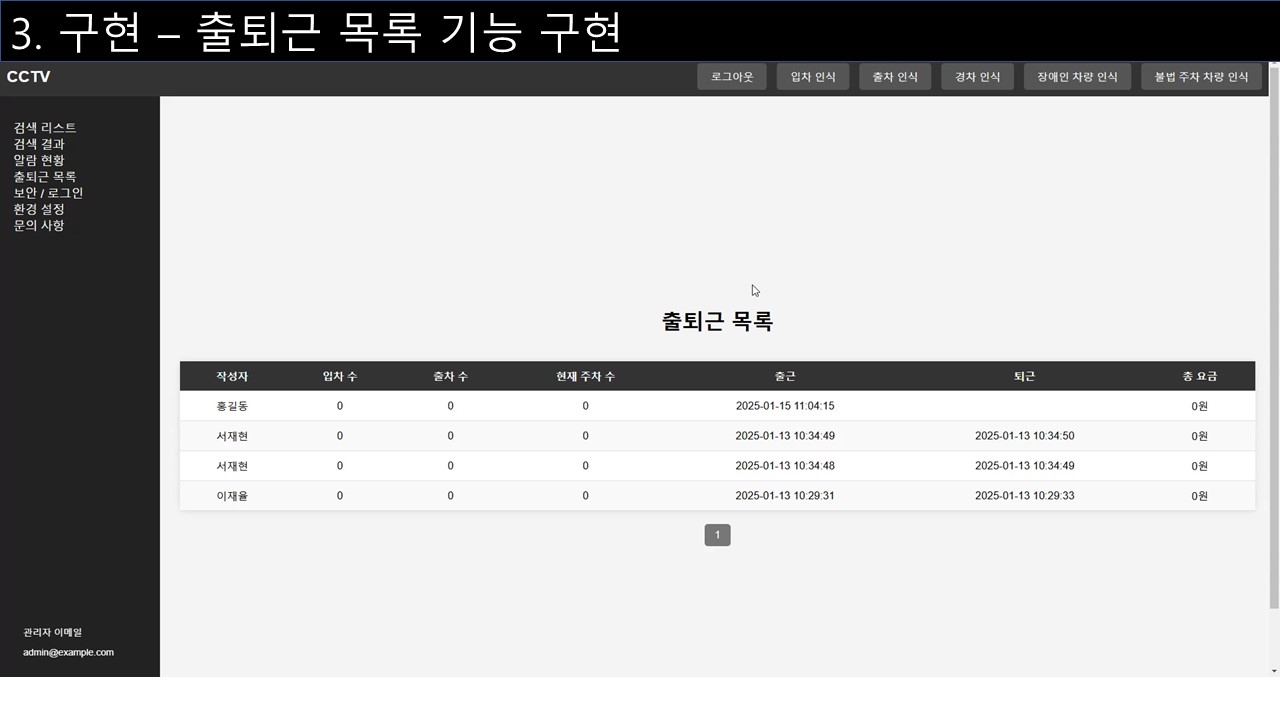 3. 구현 – 출퇴근 목록 기능 구현
CCTV
로그아웃 입차 인식 출차 인식 경차 인식 장애인 차량 인식 불법 주차 차량 인식
검색 리스트
검색 결과
알람 현황
출퇴근 목록
보안 / 로그인
환경 설정
문의 사항
출퇴근 목록
작성자 입차 수 출차 수 현재 주차 수 출근 퇴근 총 요금
홍길동 0 0 0 2025-01-15 11:04:15 0원
서재현 0 0 0 2025-01-13 10:34:49 2025-01-13 10:34:50 0원
서재현 0 0 0 2025-01-13 10:34:48 2025-01-13 10:34:49 0원
이재율 0 0 0 2025-01-13 10:29:31 2025-01-13 10:29:33 0원
1
관리자 이메일
admin@example.com